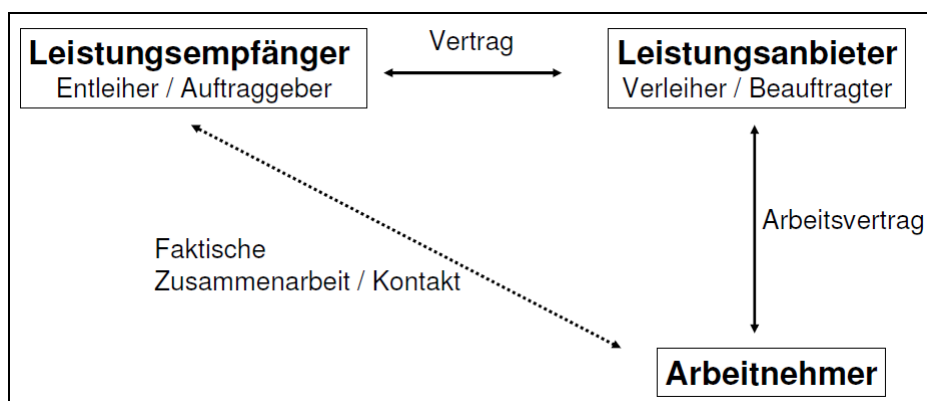 Leistungsempfänger
Entleiher / Auftraggeber
Vertrag
Leistungsanbieter
Verleiher / Beauftragter
Arbeitsvertrag
Faktische
Zusammenarbeit / Kontakt
Arbeitnehmer